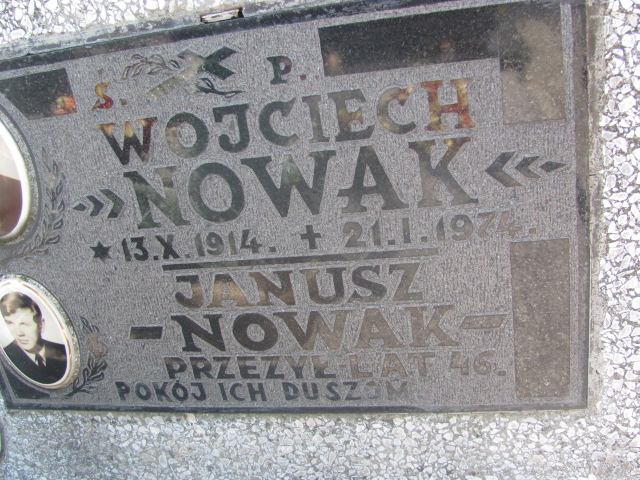 Ś. P.
WOJCIECH
NOWAK
* 13.X.1914. + 21.I.1974.
JANUSZ
-NOWAK-
PRZEŻYŁ LAT 46.
POKÓJ ICH DUSZOM